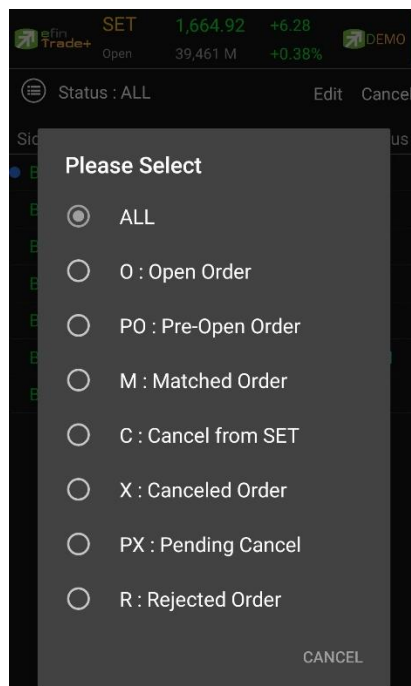 efin Trade+ SET 1,664.92 +6.28 DEMO
Open 39,461 M +0.38%
Status : ALL Edit Cancel
Please Select
ALL
O : Open Order
PO : Pre-Open Order
M : Matched Order
C : Cancel from SET
X : Canceled Order
PX : Pending Cancel
R : Rejected Order
CANCEL